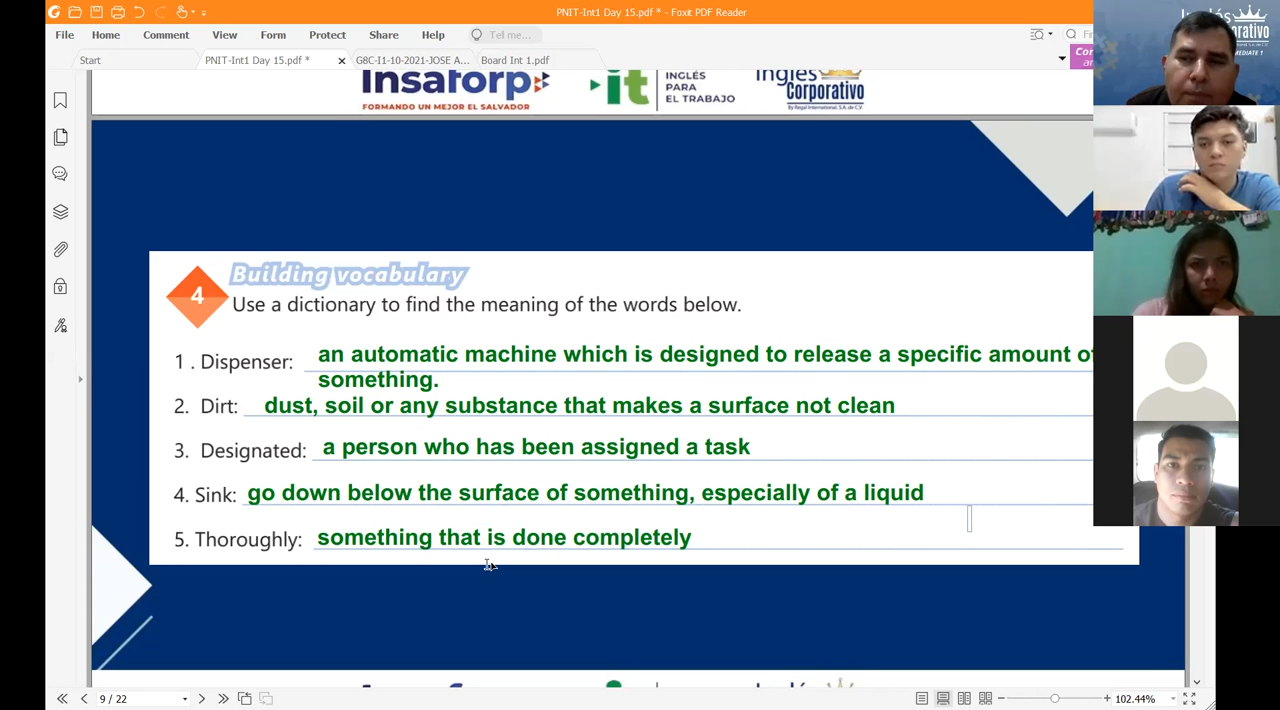 PNIT-Int1 Day 15.pdf * - Foxit PDF Reader
File Home Comment View Form Protect Share Help Tell me...
Start PNIT-Int1 Day 15.pdf * G8C-I1-10-2021-JOSE A... Board Int 1.pdf
Insaforp
FORMANDO UN MEJOR EL SALVADOR
it
INGLÉS
PARA
EL TRABAJO
Inglés
Corporativo
By Regal International, S.A. de C.V.
4
Building vocabulary
Use a dictionary to find the meaning of the words below.
1 . Dispenser: an automatic machine which is designed to release a specific amount of
something.
2. Dirt: dust, soil or any substance that makes a surface not clean
3. Designated: a person who has been assigned a task
4. Sink: go down below the surface of something, especially of a liquid
5. Thoroughly: something that is done completely
9 / 22
102.44%